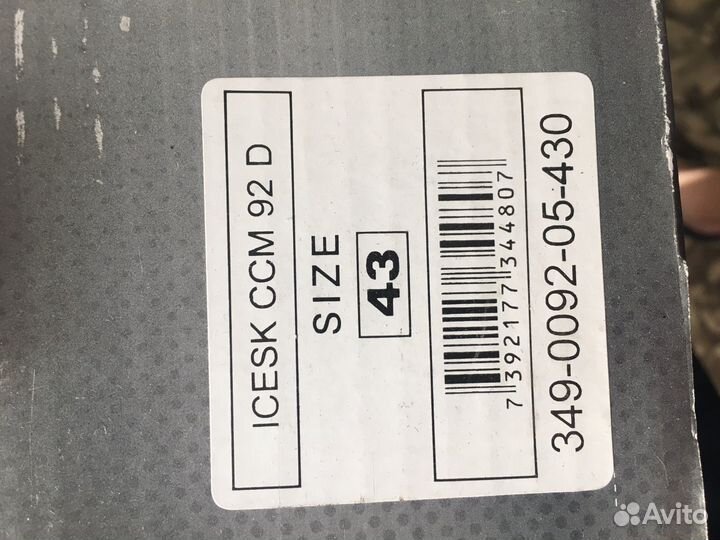 ICESK CCM 92 D
SIZE
43
7 392177 344807
349-0092-05-430
Avito